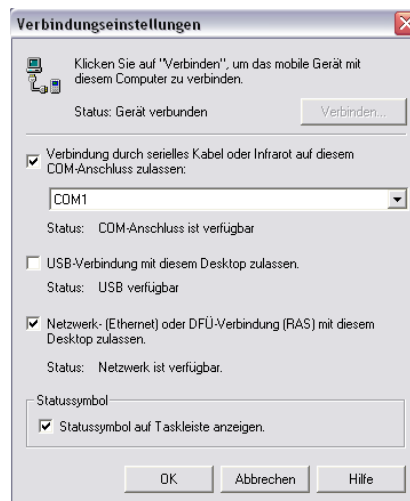 Verbindungseinstellungen
Klicken Sie auf "Verbinden", um das mobile Gerät mit
diesem Computer zu verbinden.
Status: Gerät verbunden
Verbinden...
Verbindung durch serielles Kabel oder Infrarot auf diesem
COM-Anschluss zulassen:
COM1
Status: COM-Anschluss ist verfügbar
USB-Verbindung mit diesem Desktop zulassen.
Status: USB verfügbar
Netzwerk- (Ethernet) oder DFÜ-Verbindung (RAS) mit diesem
Desktop zulassen.
Status: Netzwerk ist verfügbar.
Statussymbol
Statussymbol auf Taskleiste anzeigen.
OK Abbrechen Hilfe